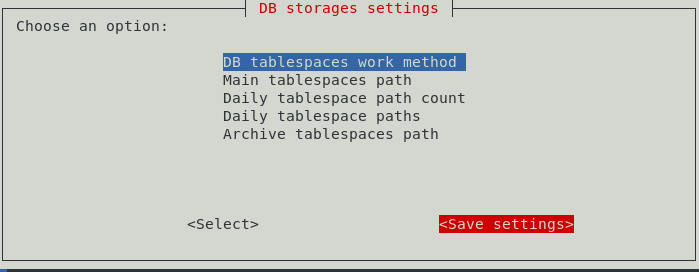 DB storages settings
Choose an option:
DB tablespaces work method
Main tablespaces path
Daily tablespace path count
Daily tablespace paths
Archive tablespaces path
<Select> <Save settings>